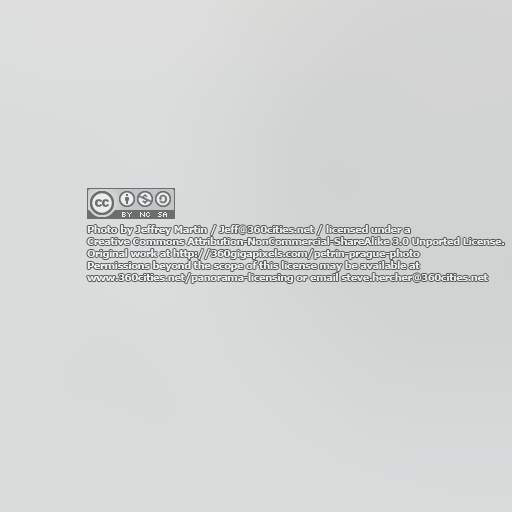 cc
BY NC SA
Photo by Jeffrey Martin / Jeff@360cities.net / licensed under a
Creative Commons Attribution-NonCommercial-ShareAlike 3.0 Unported License.
Original work at http://360gigapixels.com/petrin-prague-photo
Permissions beyond the scope of this license may be available at
www.360cities.net/panorama-licensing or email steve.hercher@360cities.net